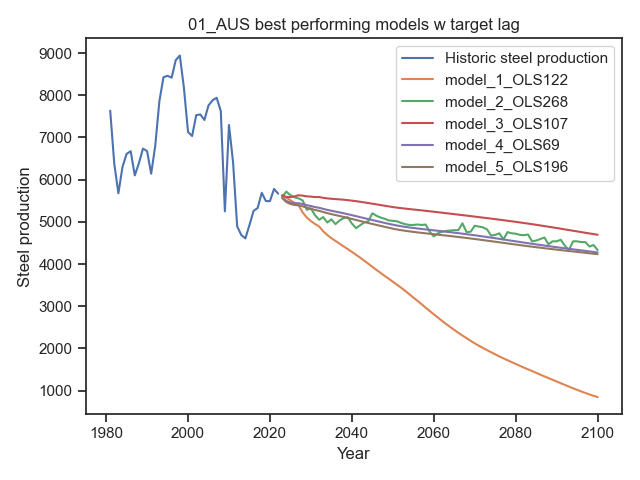 01_AUS best performing models w target lag
Steel production
9000
8000
7000
6000
5000
4000
3000
2000
1000
Historic steel production
model_1_OLS122
model_2_OLS268
model_3_OLS107
model_4_OLS69
model_5_OLS196
1980
2000
2020
2040
2060
2080
2100
Year